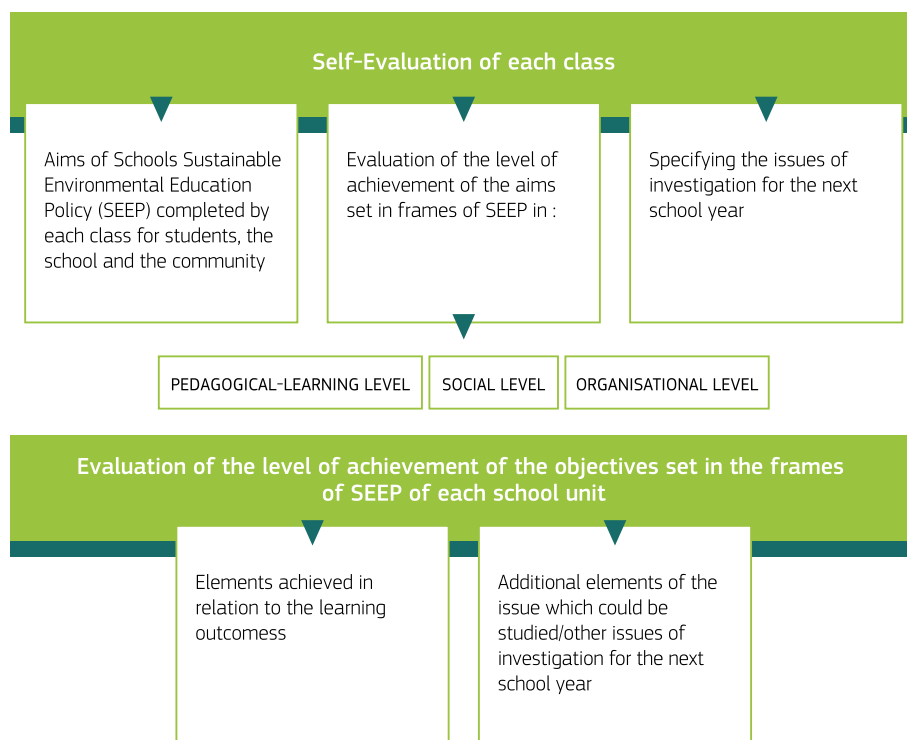 Self-Evaluation of each class
Aims of Schools Sustainable
Environmental Education
Policy (SEEP) completed by
each class for students, the
school and the community
Evaluation of the level of
achievement of the aims
set in frames of SEEP in :
Specifying the issues of
investigation for the next
school year
PEDAGOGICAL-LEARNING LEVEL
SOCIAL LEVEL
ORGANISATIONAL LEVEL
Evaluation of the level of achievement of the objectives set in the frames
of SEEP of each school unit
Elements achieved in
relation to the learning
outcomess
Additional elements of the
issue which could be
studied/other issues of
investigation for the next
school year